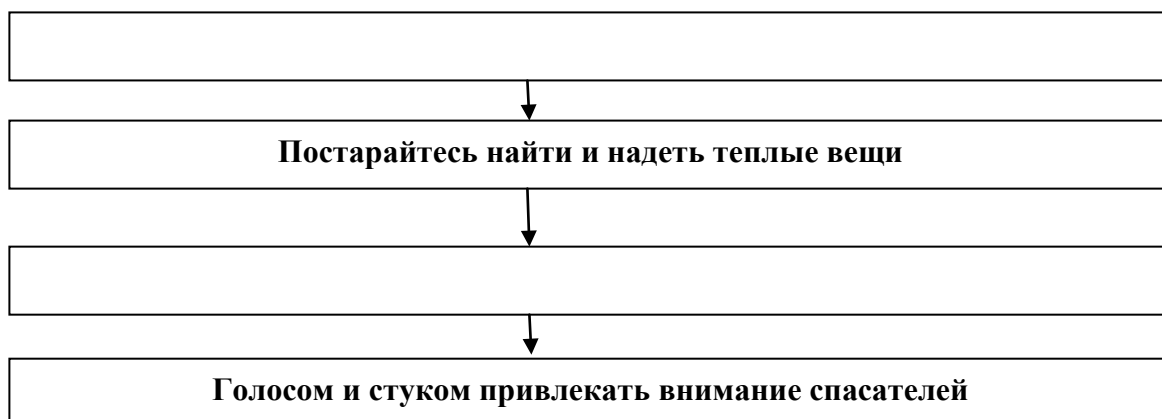 Постарайтесь найти и надеть теплые вещи
Голосом и стуком привлекать внимание спасателей